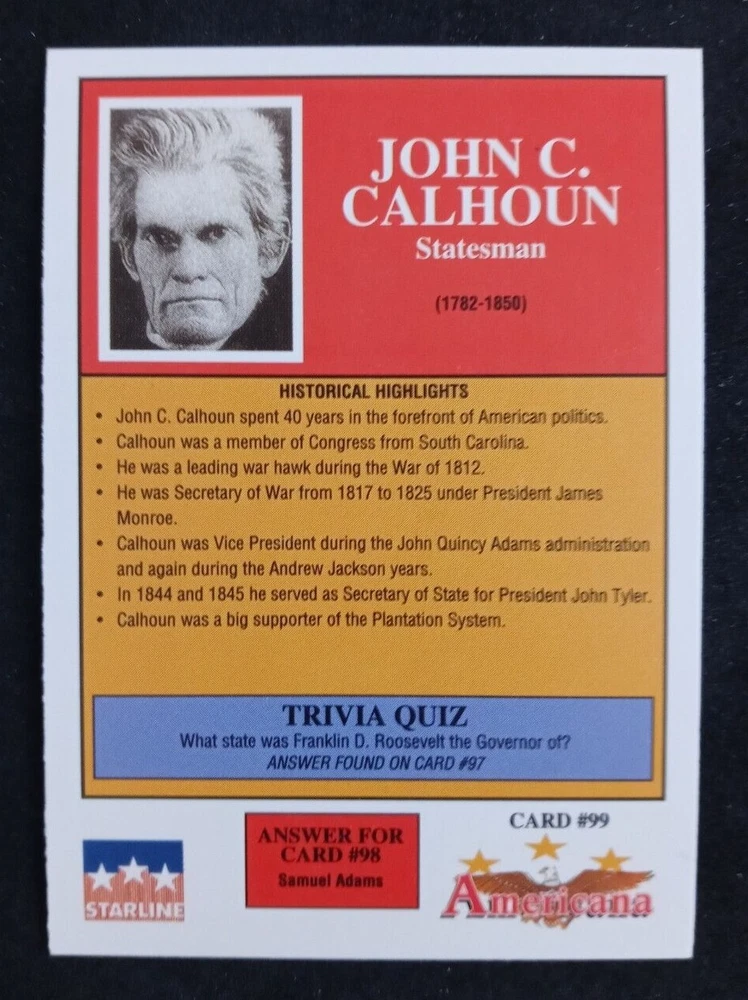 JOHN C.
CALHOUN
Statesman
(1782-1850)
HISTORICAL HIGHLIGHTS
• John C. Calhoun spent 40 years in the forefront of American politics.
• Calhoun was a member of Congress from South Carolina.
• He was a leading war hawk during the War of 1812.
• He was Secretary of War from 1817 to 1825 under President James
Monroe.
• Calhoun was Vice President during the John Quincy Adams administration
and again during the Andrew Jackson years.
• In 1844 and 1845 he served as Secretary of State for President John Tyler.
• Calhoun was a big supporter of the Plantation System.
TRIVIA QUIZ
What state was Franklin D. Roosevelt the Governor of?
ANSWER FOUND ON CARD #97
STARLINE
ANSWER FOR
CARD #98
Samuel Adams
CARD #99
Americana